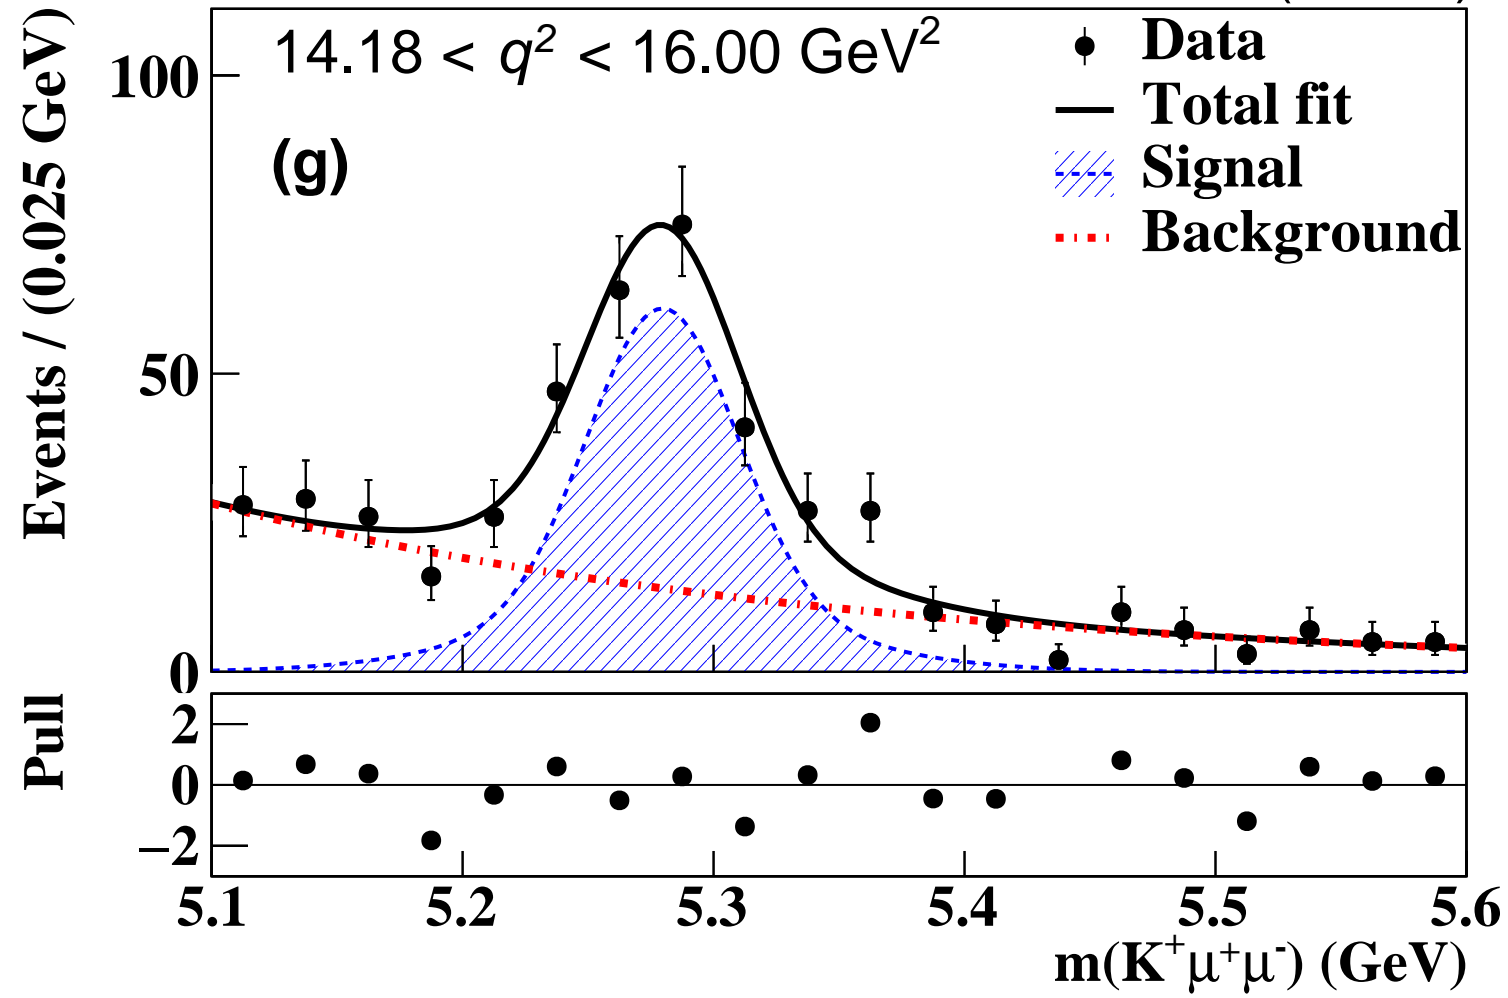 14.18 < q² < 16.00 GeV²
(g)
Data
Total fit
Signal
Background
Events / (0.025 GeV)
100
50
0
Pull
2
0
−2
5.1 5.2 5.3 5.4 5.5 5.6
m(K⁺μ⁺μ⁻) (GeV)